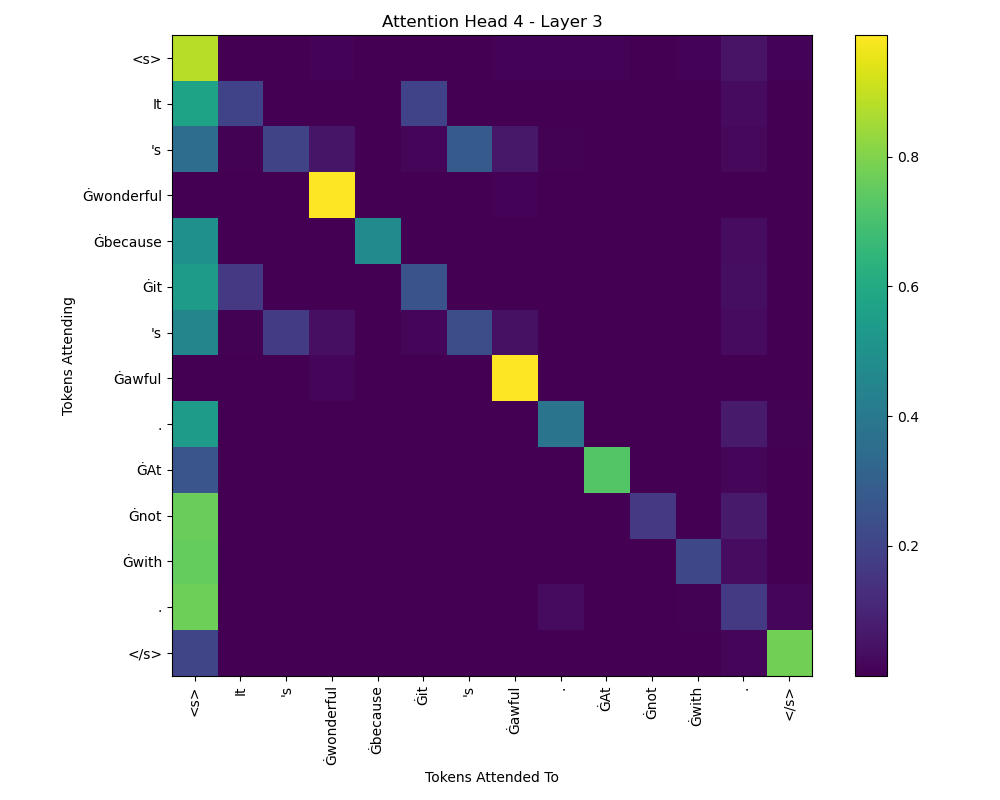 Attention Head 4 - Layer 3
<s>
It
's
Ġwonderful
Ġbecause
Ġit
's
Ġawful
.
ĠAt
Ġnot
Ġwith
.
</s>
Tokens Attending
<s>
It
's
Ġwonderful
Ġbecause
Ġit
's
Ġawful
.
ĠAt
Ġnot
Ġwith
.
</s>
Tokens Attended To
0.8
0.6
0.4
0.2